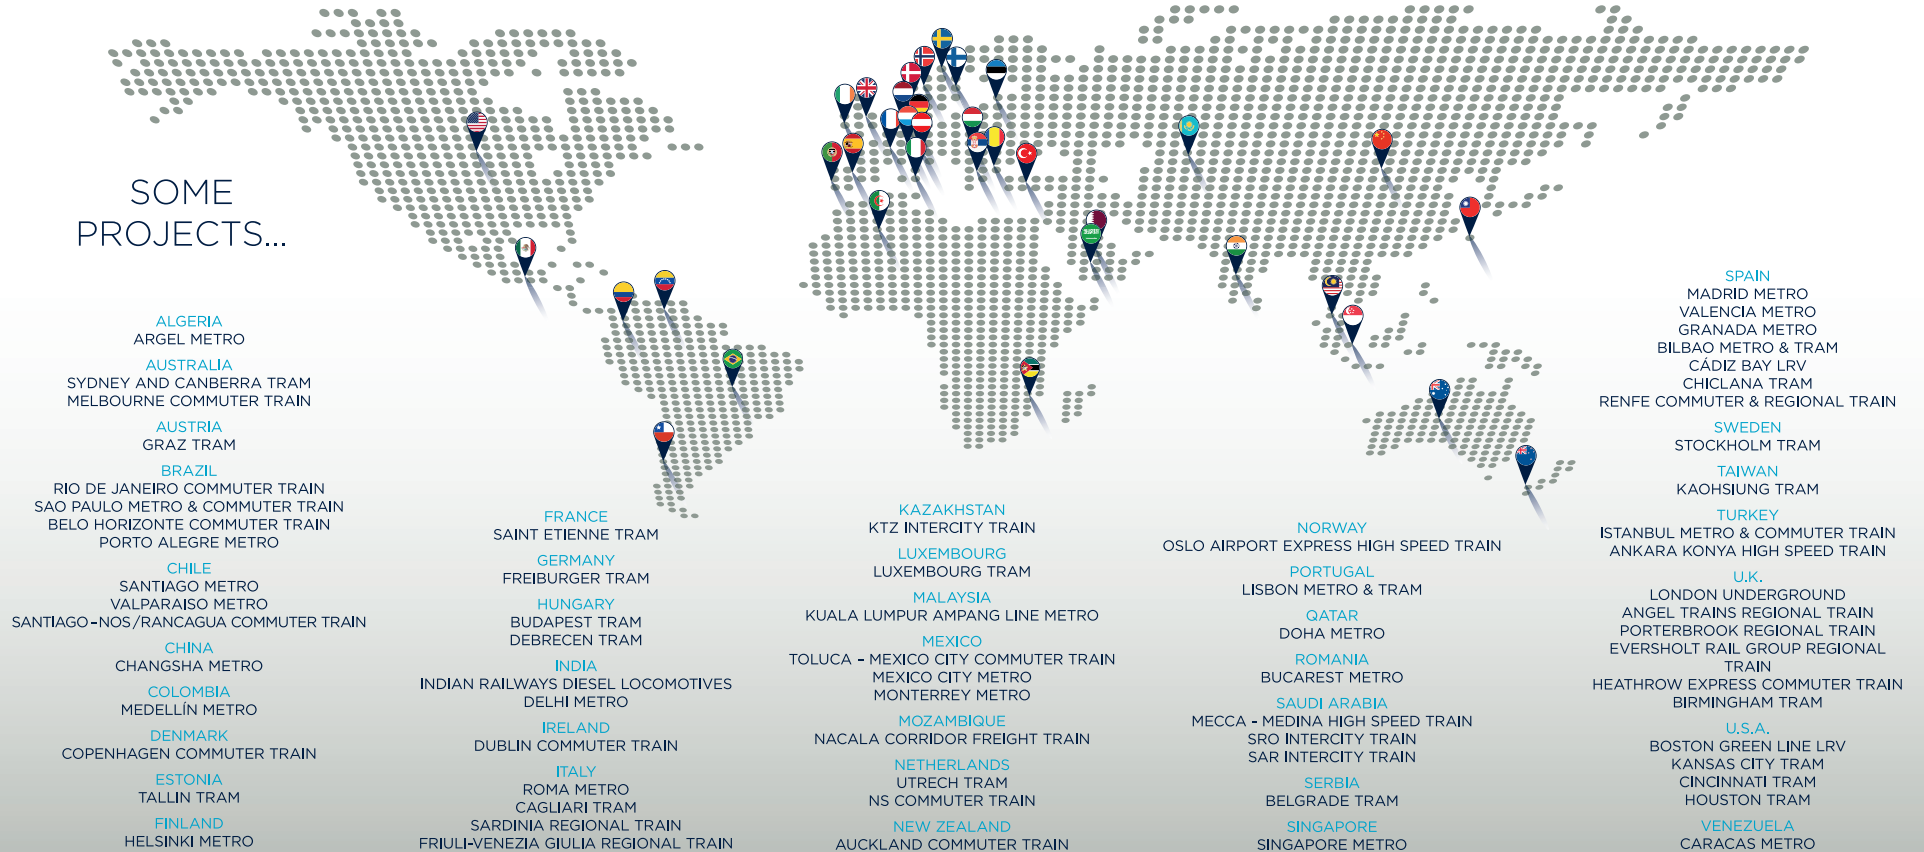 SOME
PROJECTS...
ALGERIA
ARGEL METRO
AUSTRALIA
SYDNEY AND CANBERRA TRAM
MELBOURNE COMMUTER TRAIN
AUSTRIA
GRAZ TRAM
BRAZIL
RIO DE JANEIRO COMMUTER TRAIN
SAO PAULO METRO & COMMUTER TRAIN
BELO HORIZONTE COMMUTER TRAIN
PORTO ALEGRE METRO
CHILE
SANTIAGO METRO
VALPARAISO METRO
SANTIAGO-NOS/RANCAGUA COMMUTER TRAIN
CHINA
CHANGSHA METRO
COLOMBIA
MEDELLÍN METRO
DENMARK
COPENHAGEN COMMUTER TRAIN
ESTONIA
TALLIN TRAM
FINLAND
HELSINKI METRO
FRANCE
SAINT ETIENNE TRAM
GERMANY
FREIBURGER TRAM
HUNGARY
BUDAPEST TRAM
DEBRECEN TRAM
INDIA
INDIAN RAILWAYS DIESEL LOCOMOTIVES
DELHI METRO
IRELAND
DUBLIN COMMUTER TRAIN
ITALY
ROMA METRO
CAGLIARI TRAM
SARDINIA REGIONAL TRAIN
FRIULI-VENEZIA GIULIA REGIONAL TRAIN
KAZAKHSTAN
KTZ INTERCITY TRAIN
LUXEMBOURG
LUXEMBOURG TRAM
MALAYSIA
KUALA LUMPUR AMPANG LINE METRO
MEXICO
TOLUCA - MEXICO CITY COMMUTER TRAIN
MEXICO CITY METRO
MONTERREY METRO
MOZAMBIQUE
NACALA CORRIDOR FREIGHT TRAIN
NETHERLANDS
UTRECH TRAM
NS COMMUTER TRAIN
NEW ZEALAND
AUCKLAND COMMUTER TRAIN
NORWAY
OSLO AIRPORT EXPRESS HIGH SPEED TRAIN
PORTUGAL
LISBON METRO & TRAM
QATAR
DOHA METRO
ROMANIA
BUCAREST METRO
SAUDI ARABIA
MECCA - MEDINA HIGH SPEED TRAIN
SRO INTERCITY TRAIN
SAR INTERCITY TRAIN
SERBIA
BELGRADE TRAM
SINGAPORE
SINGAPORE METRO
SPAIN
MADRID METRO
VALENCIA METRO
GRANADA METRO
BILBAO METRO & TRAM
CÁDIZ BAY LRV
CHICLANA TRAM
RENFE COMMUTER & REGIONAL TRAIN
SWEDEN
STOCKHOLM TRAM
TAIWAN
KAOHSIUNG TRAM
TURKEY
ISTANBUL METRO & COMMUTER TRAIN
ANKARA KONYA HIGH SPEED TRAIN
U.K.
LONDON UNDERGROUND
ANGEL TRAINS REGIONAL TRAIN
PORTERBROOK REGIONAL TRAIN
EVERSHOLT RAIL GROUP REGIONAL
TRAIN
HEATHROW EXPRESS COMMUTER TRAIN
BIRMINGHAM TRAM
U.S.A.
BOSTON GREEN LINE LRV
KANSAS CITY TRAM
CINCINNATI TRAM
HOUSTON TRAM
VENEZUELA
CARACAS METRO